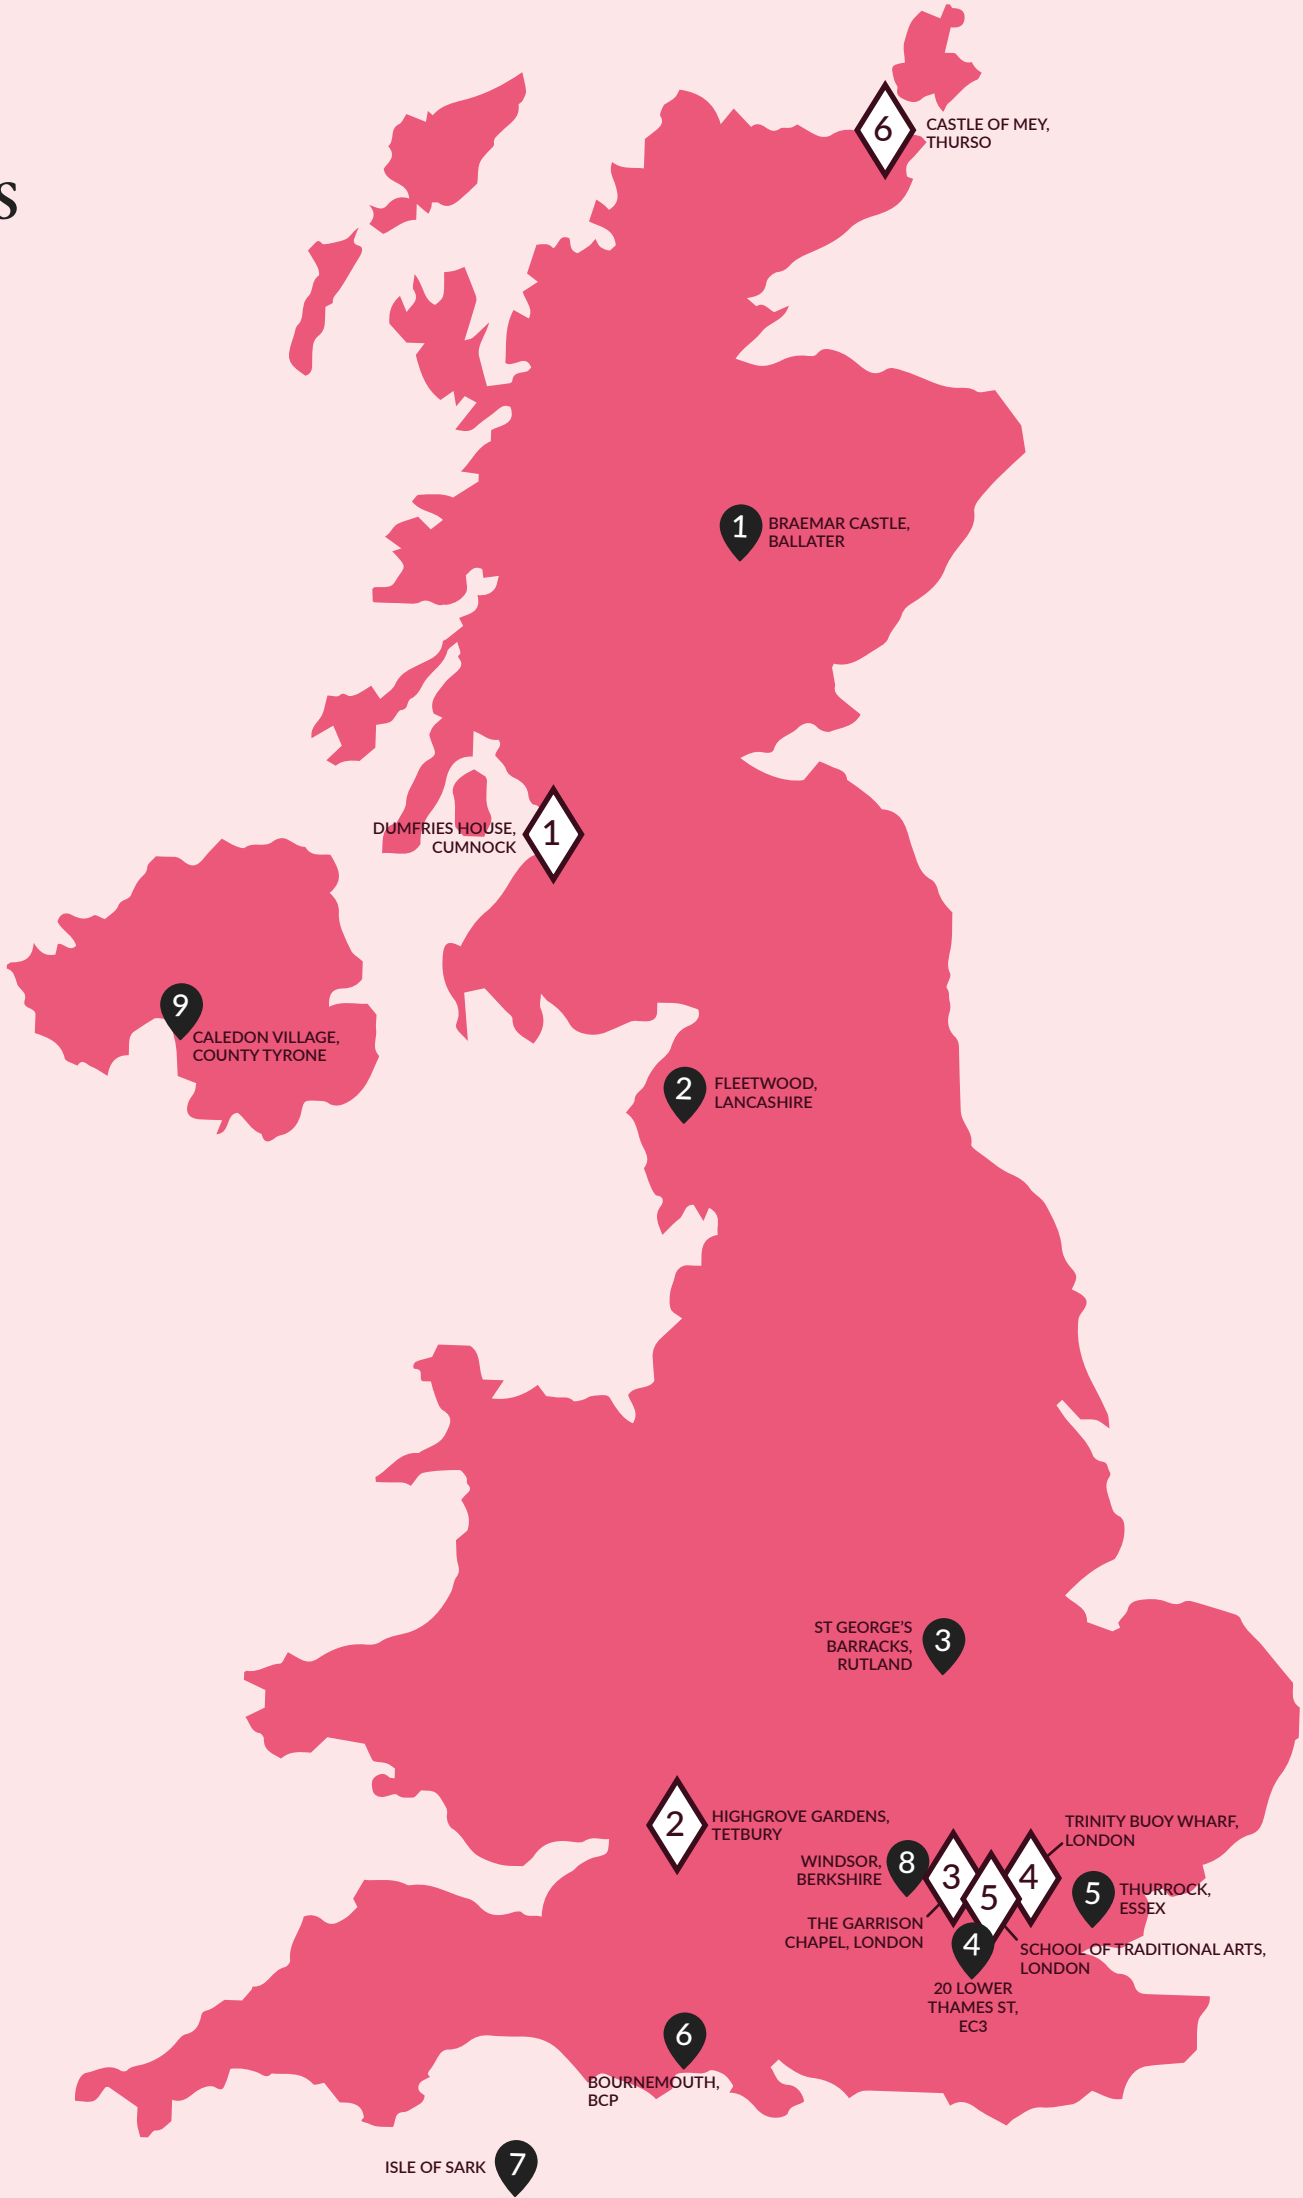 s
6
CASTLE OF MEY,
THURSO
1
BRAEMAR CASTLE,
BALLATER
DUMFRIES HOUSE,
CUMNOCK
1
9
CALEDON VILLAGE,
COUNTY TYRONE
2
FLEETWOOD,
LANCASHIRE
ST GEORGE'S
BARRACKS,
RUTLAND
3
2
HIGHGROVE GARDENS,
TETBURY
TRINITY BUOY WHARF,
LONDON
WINDSOR,
BERKSHIRE
8
3
5
4
5
THURROCK,
ESSEX
THE GARRISON
CHAPEL, LONDON
4
SCHOOL OF TRADITIONAL ARTS,
LONDON
20 LOWER
THAMES ST,
EC3
6
BOURNEMOUTH,
BCP
ISLE OF SARK
7